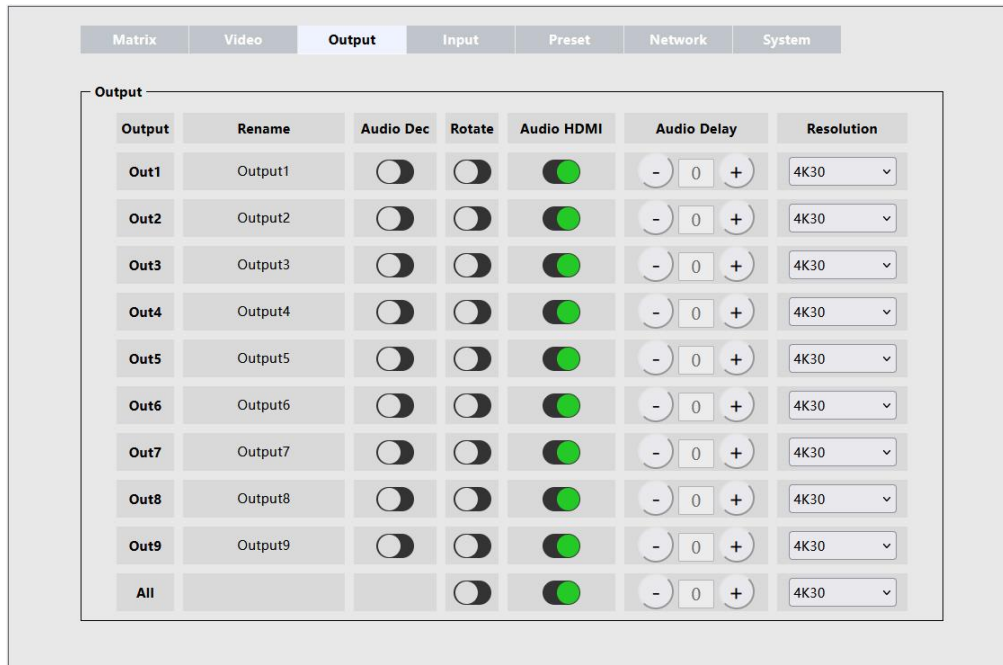 Matrix Video Output Input Preset Network System
Output
Output Rename Audio Dec Rotate Audio HDMI Audio Delay Resolution
Out1 Output1 - 0 + 4K30
Out2 Output2 - 0 + 4K30
Out3 Output3 - 0 + 4K30
Out4 Output4 - 0 + 4K30
Out5 Output5 - 0 + 4K30
Out6 Output6 - 0 + 4K30
Out7 Output7 - 0 + 4K30
Out8 Output8 - 0 + 4K30
Out9 Output9 - 0 + 4K30
All - 0 + 4K30